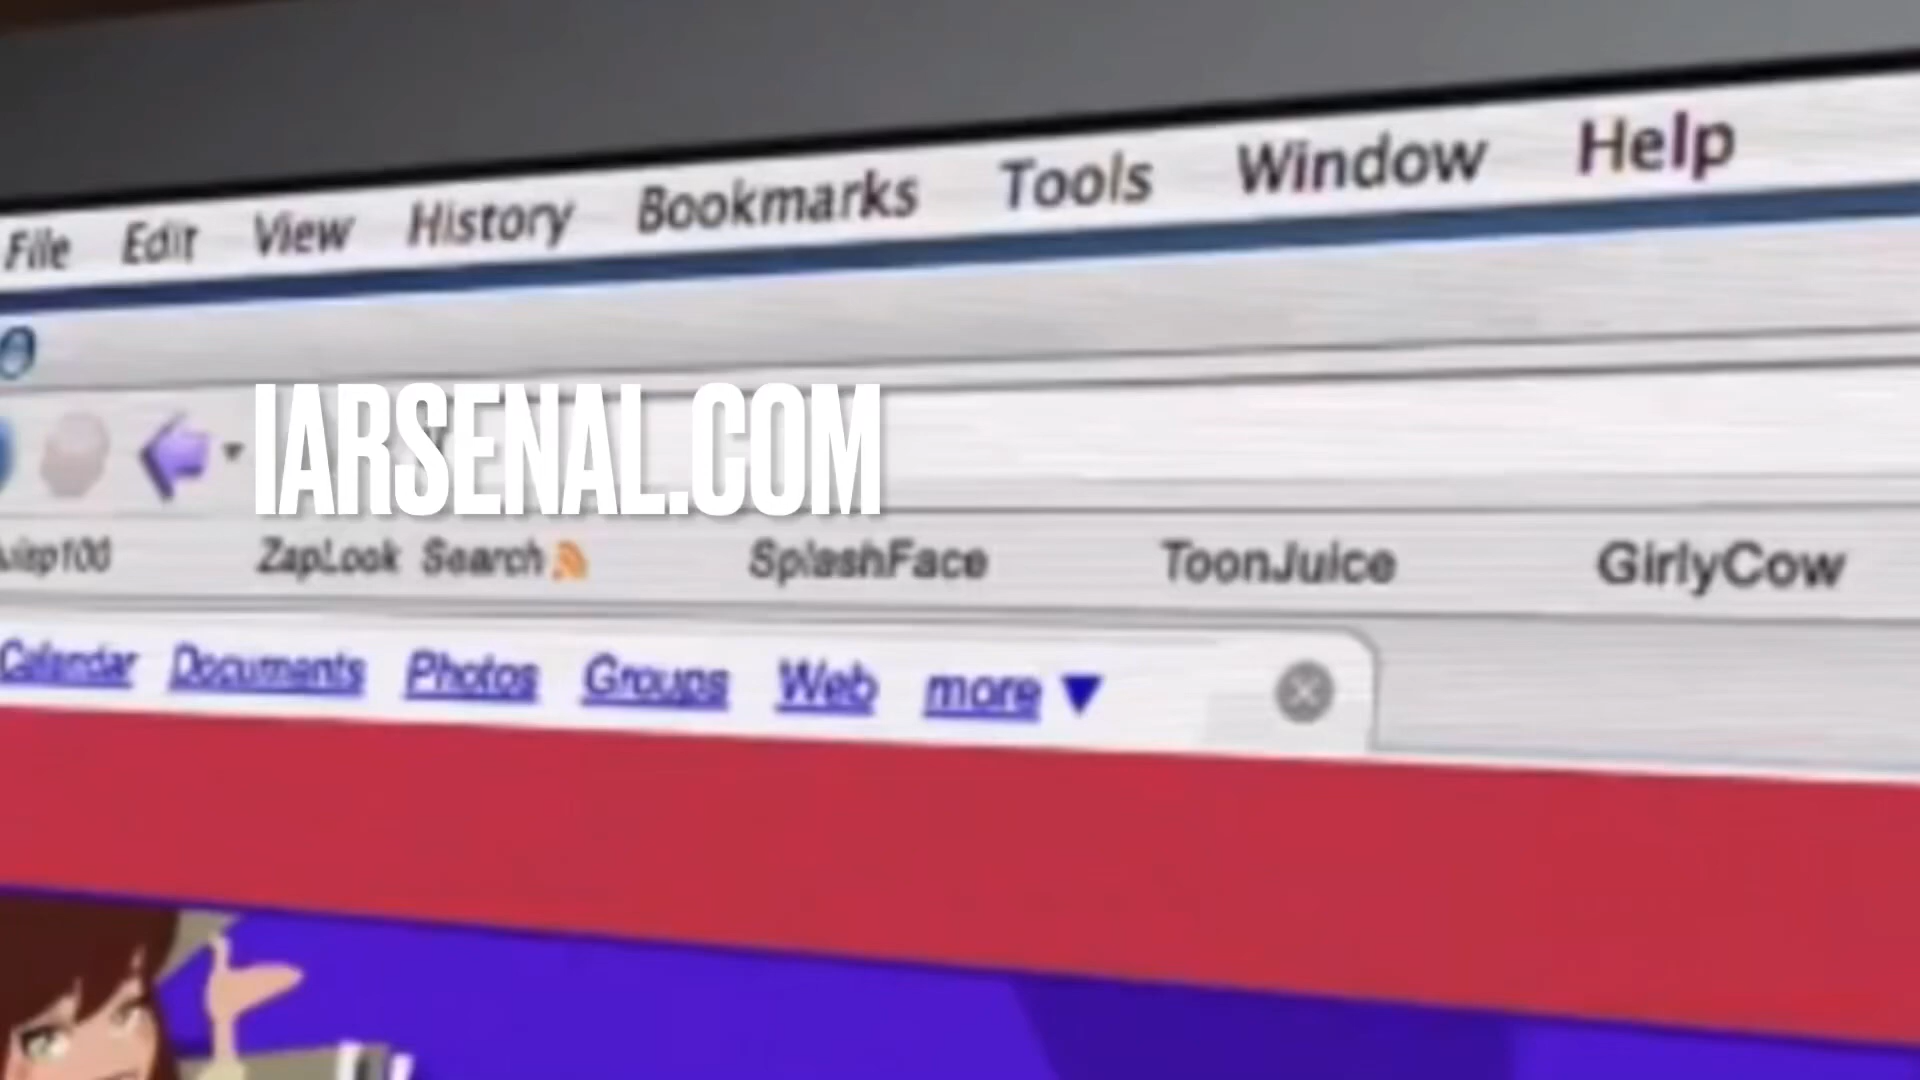 File Edit View History Bookmarks Tools Window Help
IARSENAL.COM
ZapLook Search SplashFace ToonJuice GirlyCow
Calendar Documents Photos Groups Web more